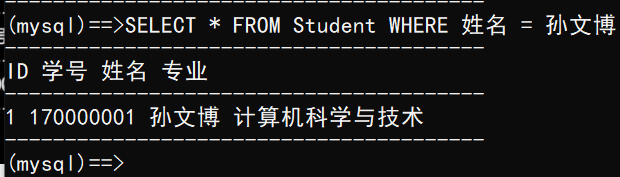 (mysql)==>SELECT * FROM Student WHERE 姓名 = 孙文博
ID 学号 姓名 专业
1 170000001 孙文博 计算机科学与技术
(mysql)==>